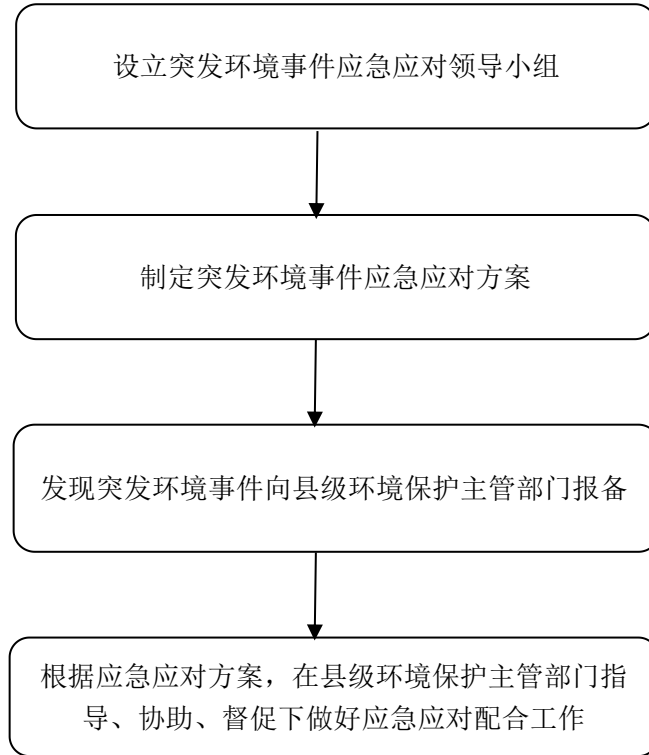 设立突发环境事件应急应对领导小组
制定突发环境事件应急应对方案
发现突发环境事件向县级环境保护主管部门报备
根据应急应对方案，在县级环境保护主管部门指
导、协助、督促下做好应急应对配合工作